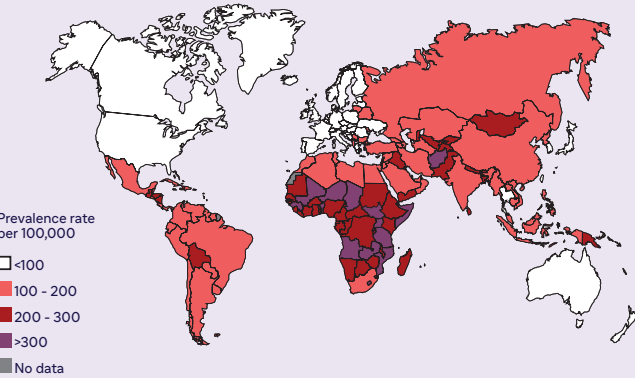 Prevalence rate
per 100,000
<100
100 - 200
200 - 300
>300
No data